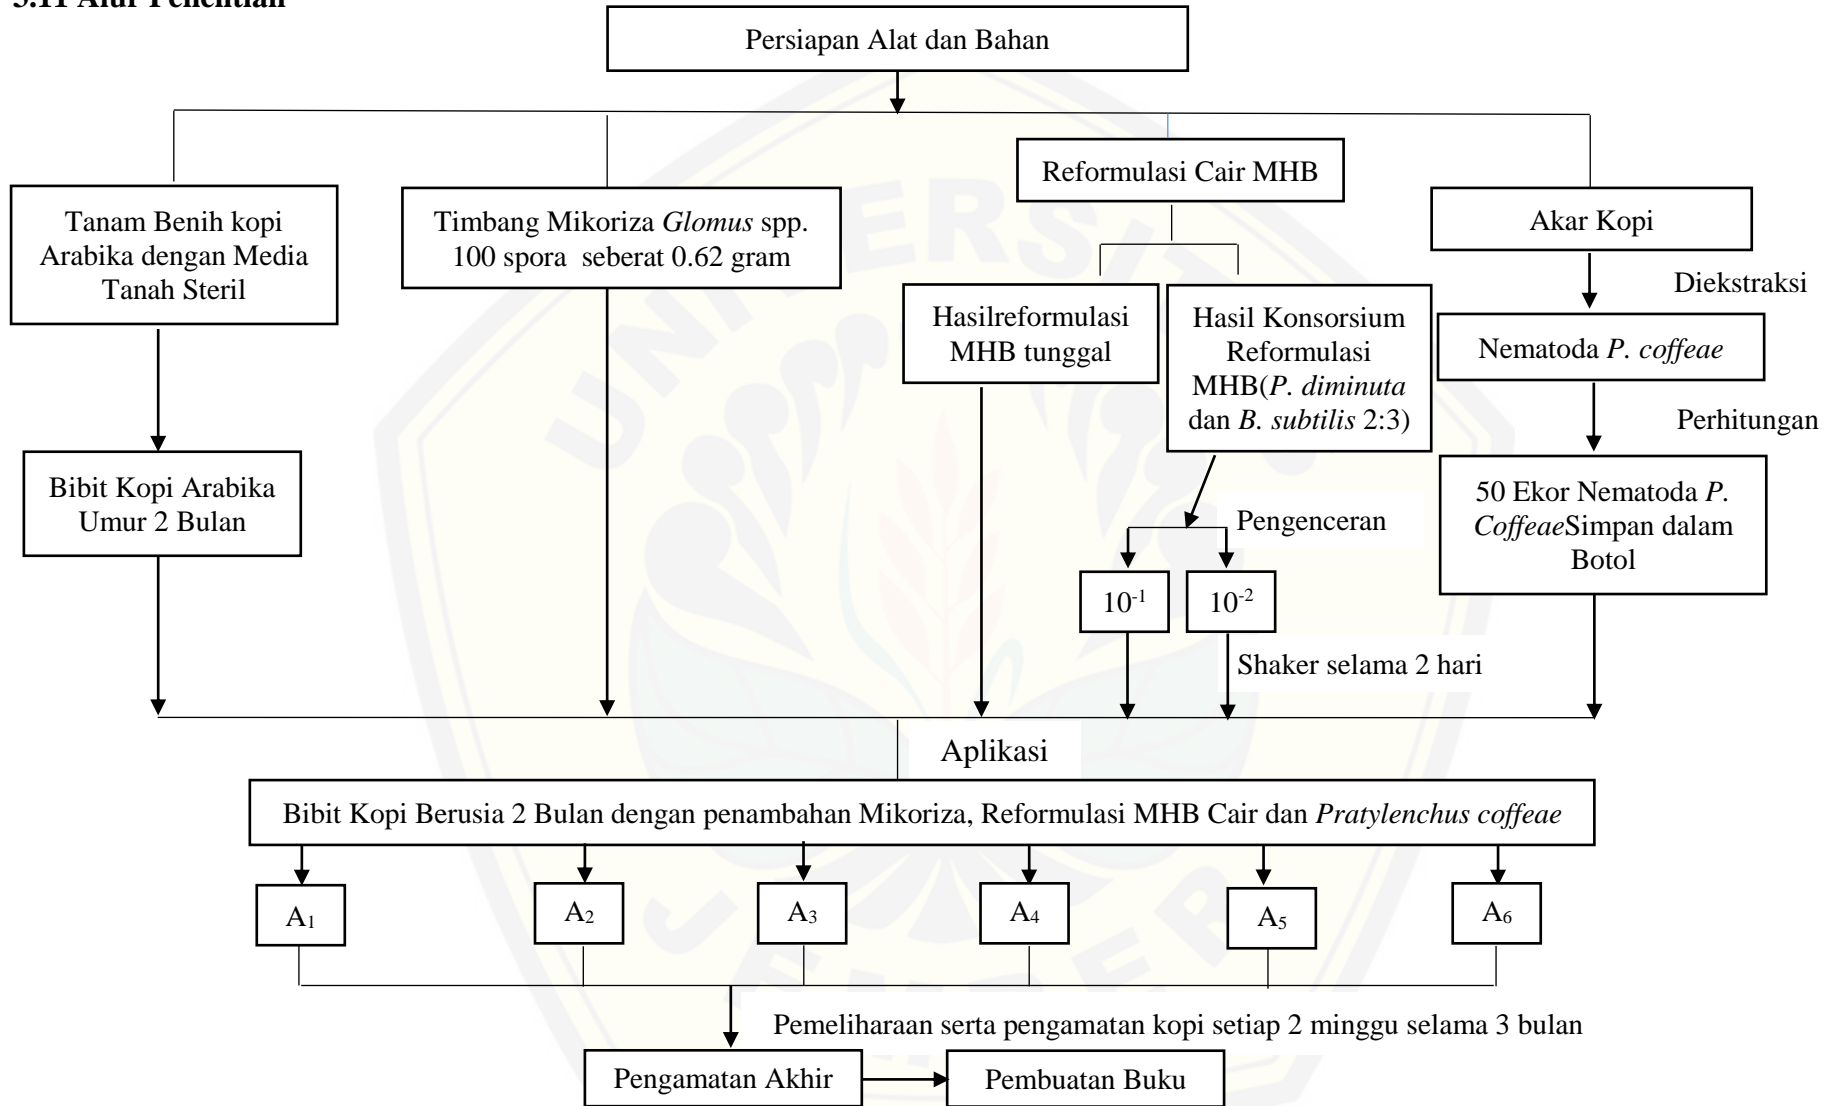 3.11 Alur Penelitian
Persiapan Alat dan Bahan
Tanam Benih kopi
Arabika dengan Media
Tanah Steril
Timbang Mikoriza Glomus spp.
100 spora seberat 0.62 gram
Reformulasi Cair MHB
Akar Kopi
Diekstraksi
Hasilreformulasi
MHB tunggal
Hasil Konsorsium
Reformulasi
MHB(P. diminuta
dan B. subtilis 2:3)
Nematoda P. coffeae
Perhitungan
Bibit Kopi Arabika
Umur 2 Bulan
50 Ekor Nematoda P.
CoffeaeSimpan dalam
Botol
Pengenceran
10⁻¹
10⁻²
Shaker selama 2 hari
Aplikasi
Bibit Kopi Berusia 2 Bulan dengan penambahan Mikoriza, Reformulasi MHB Cair dan Pratylenchus coffeae
A₁
A₂
A₃
A₄
A₅
A₆
Pemeliharaan serta pengamatan kopi setiap 2 minggu selama 3 bulan
Pengamatan Akhir
Pembuatan Buku
UNIVERSITAS
JEMBER